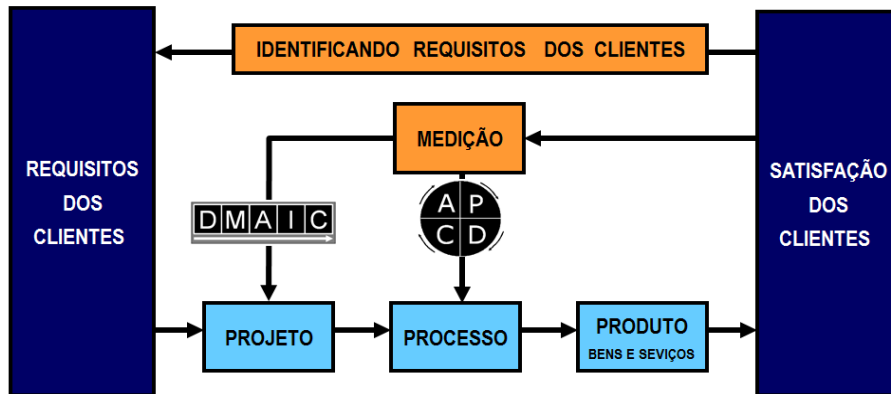 IDENTIFICANDO REQUISITOS DOS CLIENTES
MEDIÇÃO
REQUISITOS
DOS
CLIENTES
SATISFAÇÃO
DOS
CLIENTES
DMAIC
A P
C D
PROJETO
PROCESSO
PRODUTO
BENS E SEVIÇOS